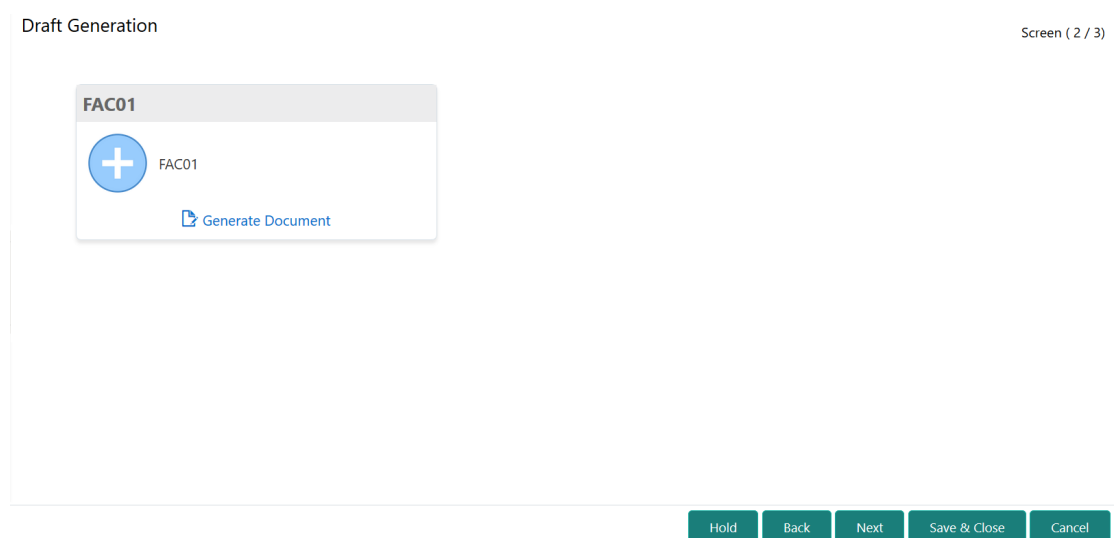 Draft Generation
Screen ( 2 / 3)
FAC01
FAC01
Generate Document
Hold Back Next Save & Close Cancel